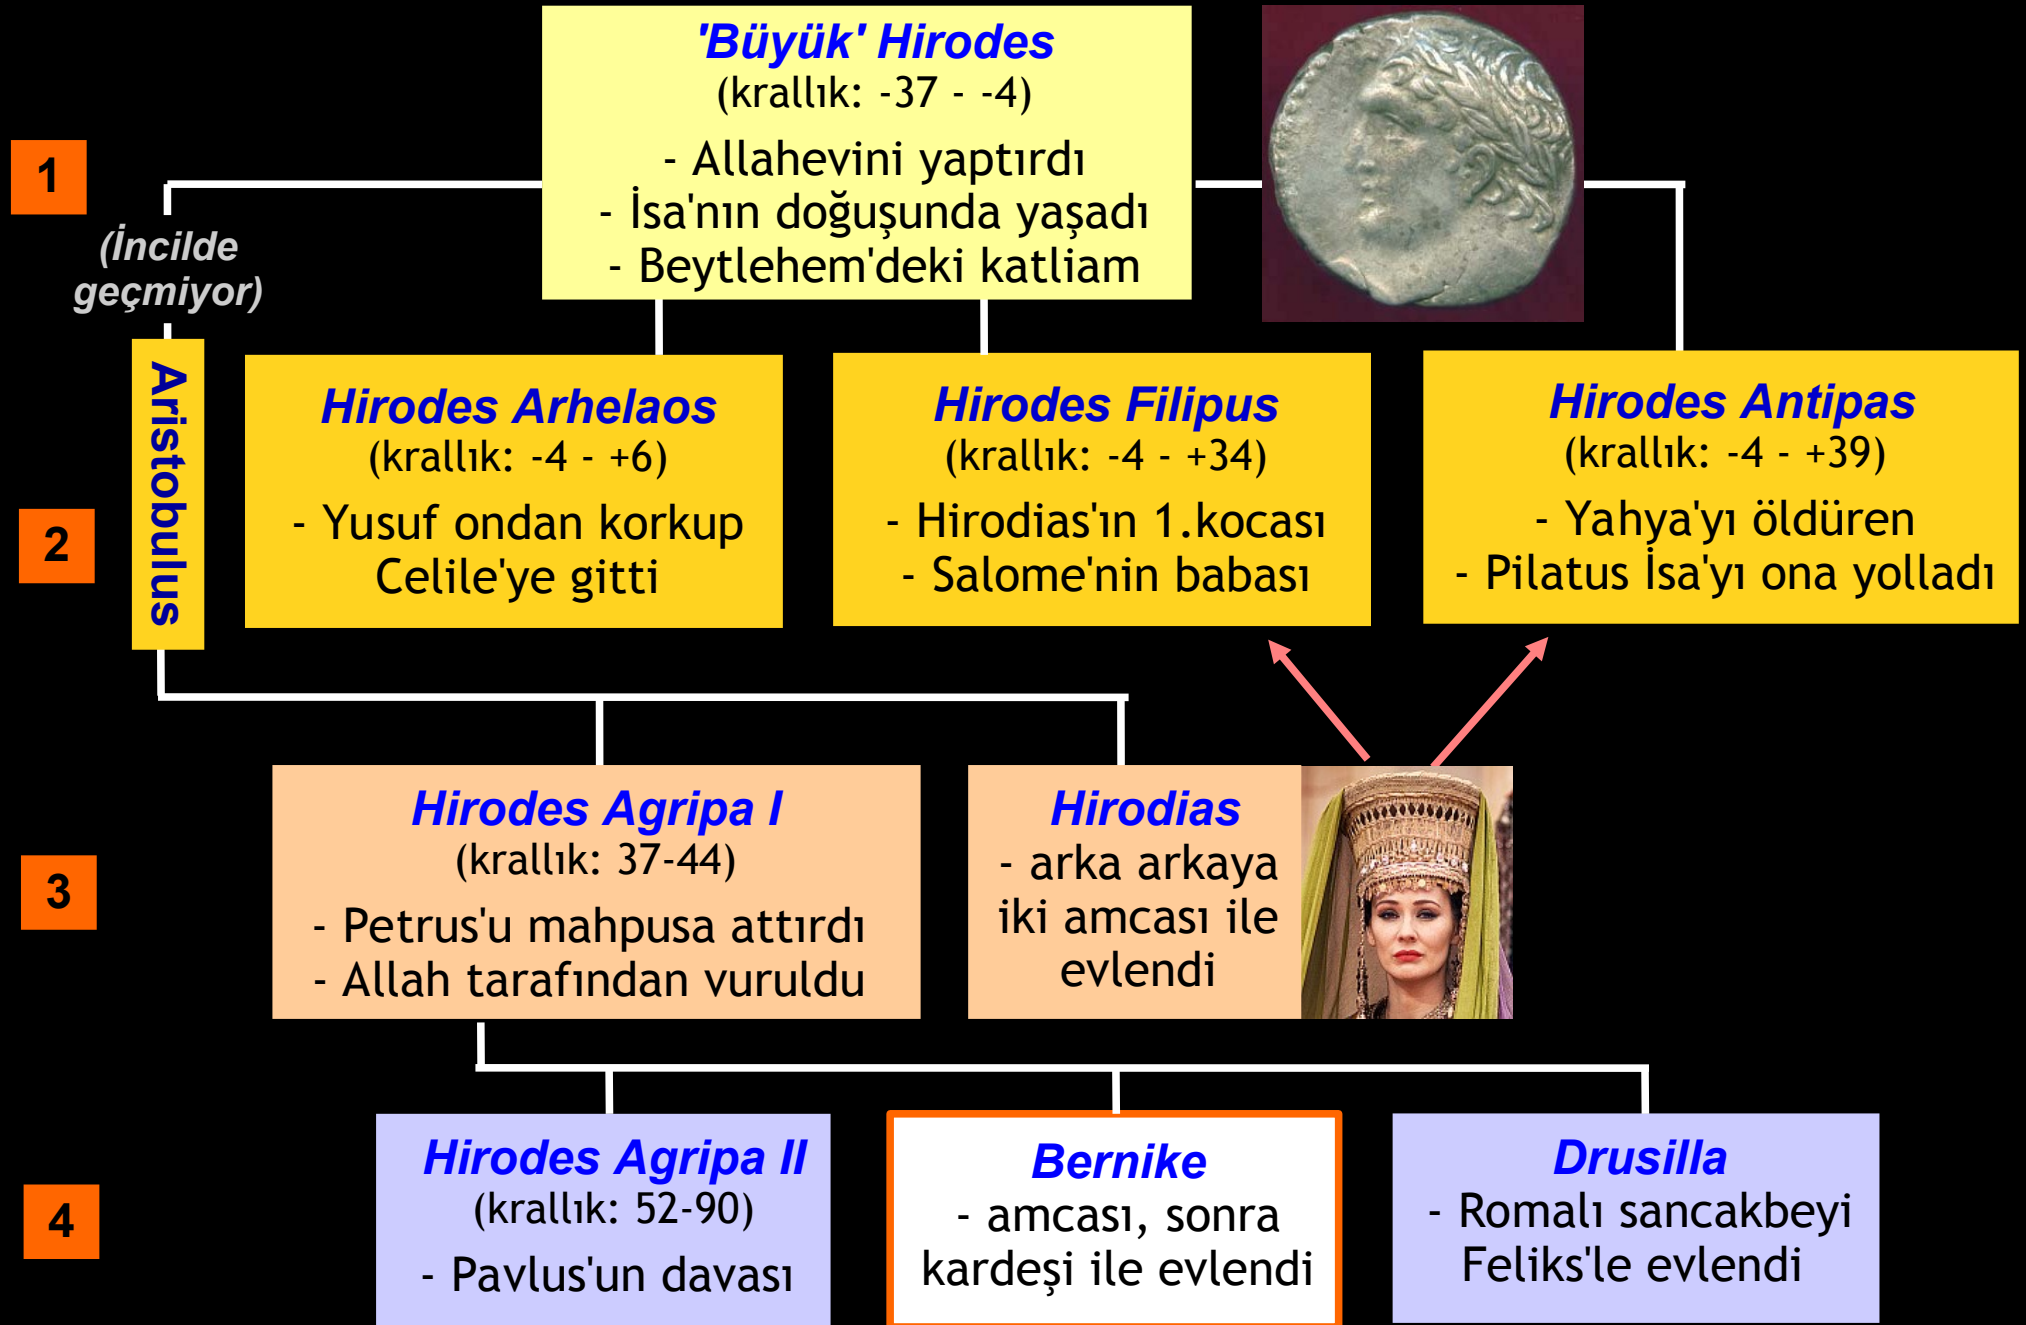 'Büyük' Hirodes
(krallık: -37 - -4)
- Allahevini yaptırdı
- İsa'nın doğuşunda yaşadı
- Beytlehem'deki katliam
1
(İncilde
geçmiyor)
Aristobulus
Hirodes Arhelaos
(krallık: -4 - +6)
- Yusuf ondan korkup
Celile'ye gitti
Hirodes Filipus
(krallık: -4 - +34)
- Hirodias'ın 1.kocası
- Salome'nin babası
Hirodes Antipas
(krallık: -4 - +39)
- Yahya'yı öldüren
- Pilatus İsa'yı ona yolladı
2
Hirodes Agripa I
(krallık: 37-44)
- Petrus'u mahpusa attırdı
- Allah tarafından vuruldu
Hirodias
- arka arkaya
iki amcası ile
evlendi
3
Hirodes Agripa II
(krallık: 52-90)
- Pavlus'un davası
Bernike
- amcası, sonra
kardeşi ile evlendi
Drusilla
- Romalı sancakbeyi
Feliks'le evlendi
4